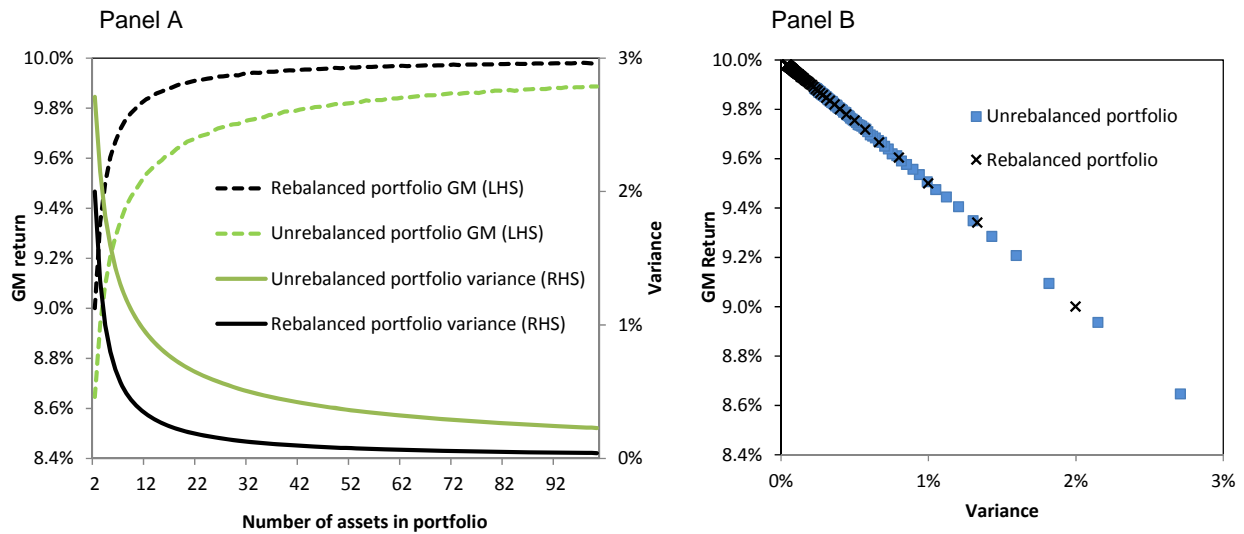 Panel A
10.0%
9.8%
9.6%
9.4%
9.2%
9.0%
8.8%
8.6%
8.4%
GM return
3%
2%
1%
0%
Variance
Rebalanced portfolio GM (LHS)
Unrebalanced portfolio GM (LHS)
Unrebalanced portfolio variance (RHS)
Rebalanced portfolio variance (RHS)
2 12 22 32 42 52 62 72 82 92
Number of assets in portfolio
Panel B
10.0%
9.8%
9.6%
9.4%
9.2%
9.0%
8.8%
8.6%
8.4%
GM Return
Unrebalanced portfolio
Rebalanced portfolio
0% 1% 2% 3%
Variance